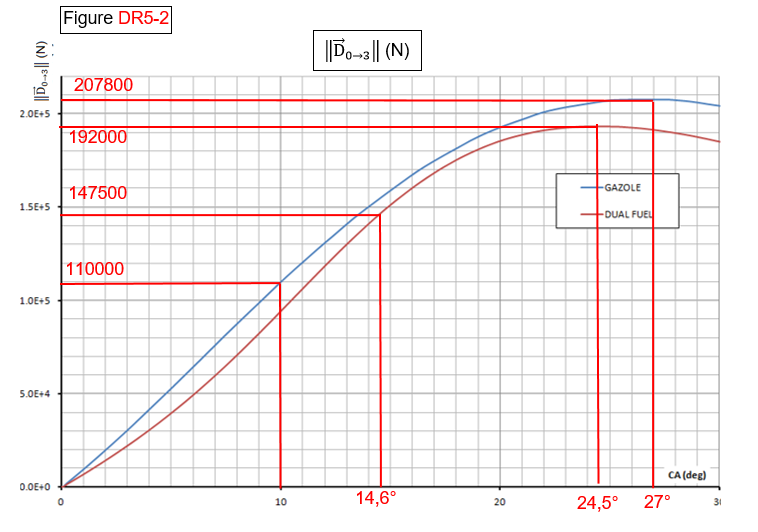 Figure DR5-2
‖D⃗₀→₃‖ (N)
‖D⃗₀→₃‖ (N)
207800
2.0E+5
192000
147500
1.5E+5
110000
1.0E+5
5.0E+4
0.0E+0
GAZOLE
DUAL FUEL
CA (deg)
0
10
14,6°
20
24,5°
27°